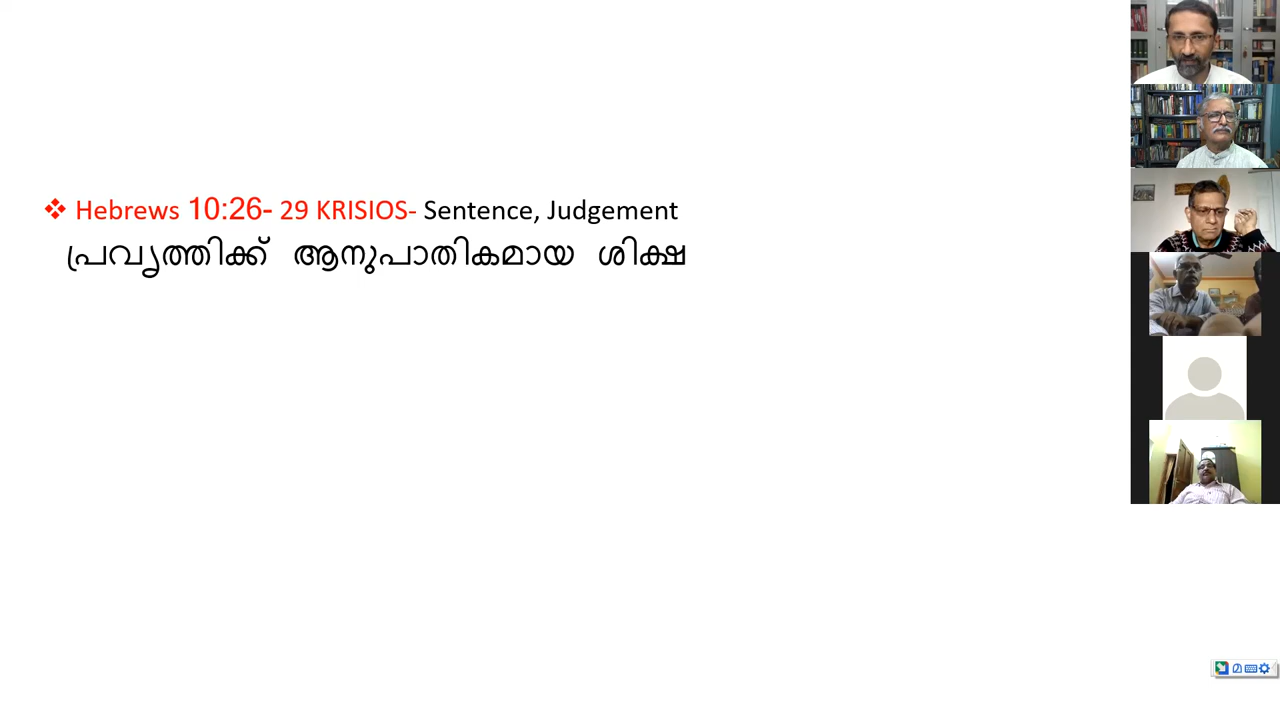 ❖ Hebrews 10:26- 29 KRISIOS- Sentence, Judgement
പ്രവൃത്തിക്ക് ആനുപാതികമായ ശിക്ഷ